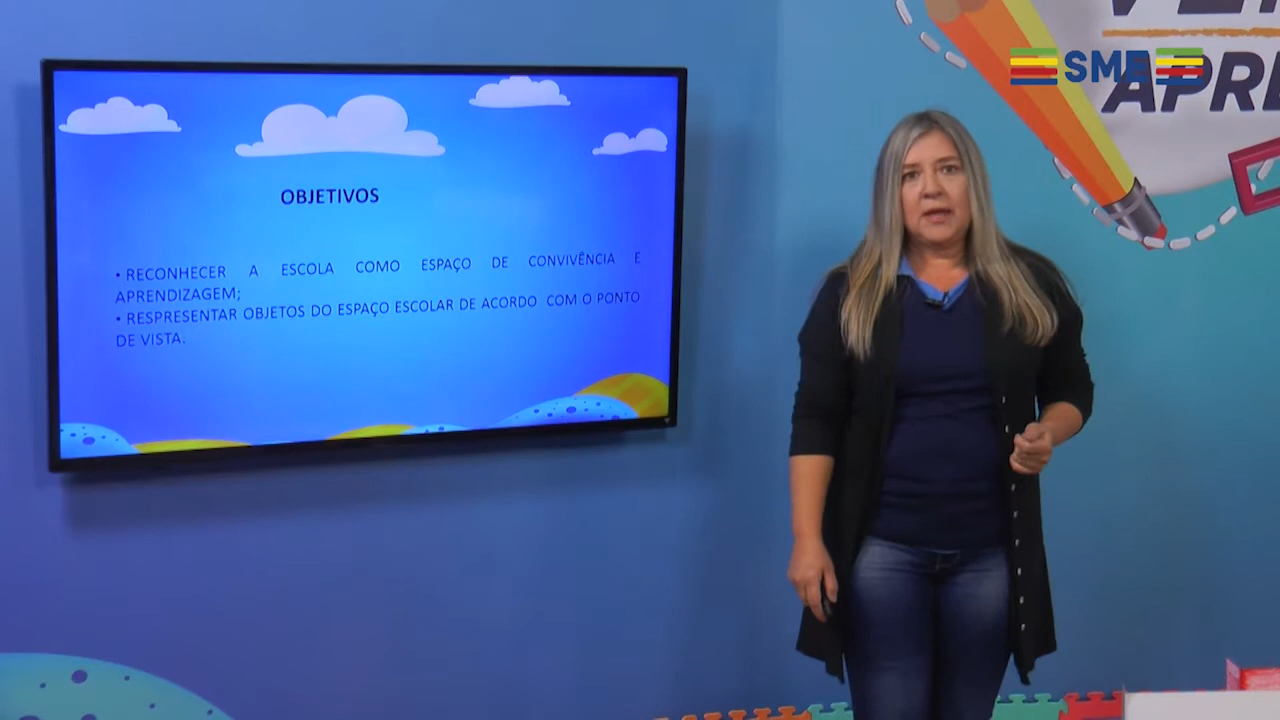 SME
APRE
OBJETIVOS
• RECONHECER A ESCOLA COMO ESPAÇO DE CONVIVÊNCIA E
APRENDIZAGEM;
• RESPRESENTAR OBJETOS DO ESPAÇO ESCOLAR DE ACORDO COM O PONTO
DE VISTA.